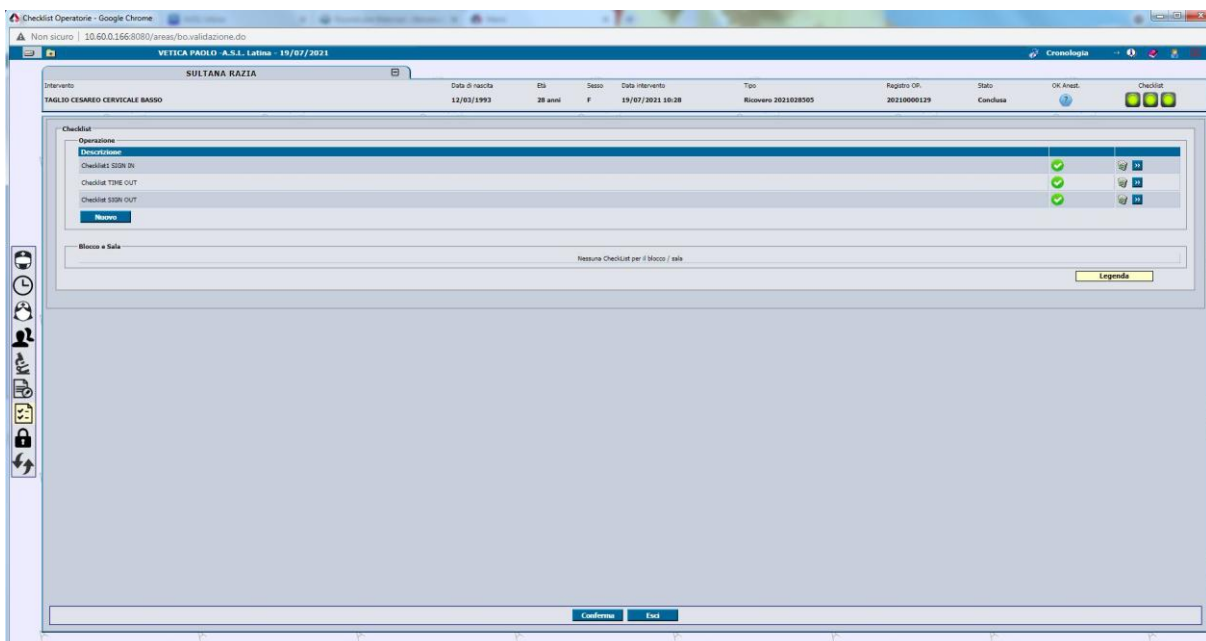 Checklist Operatorie - Google Chrome
Non sicuro | 10.60.0.166:8080/areas/bo.validazione.do
VETICA PAOLO -A.S.L. Latina - 19/07/2021
Cronologia
SULTANA RAZIA
Intervento Data di nascita Età Sesso Data intervento Tipo Registro OP. Stato OK Anest. Checklist
TAGLIO CESAREO CERVICALE BASSO 12/03/1993 28 anni F 19/07/2021 10:28 Ricovero 2021028505 20210000129 Conclusa
Checklist
Operazione
Descrizione
Checklist1 SIGN IN
Checklist TIME OUT
Checklist SIGN OUT
Nuovo
Blocco e Sala
Nessuna CheckList per il blocco / sala
Legenda
Conferma Esci